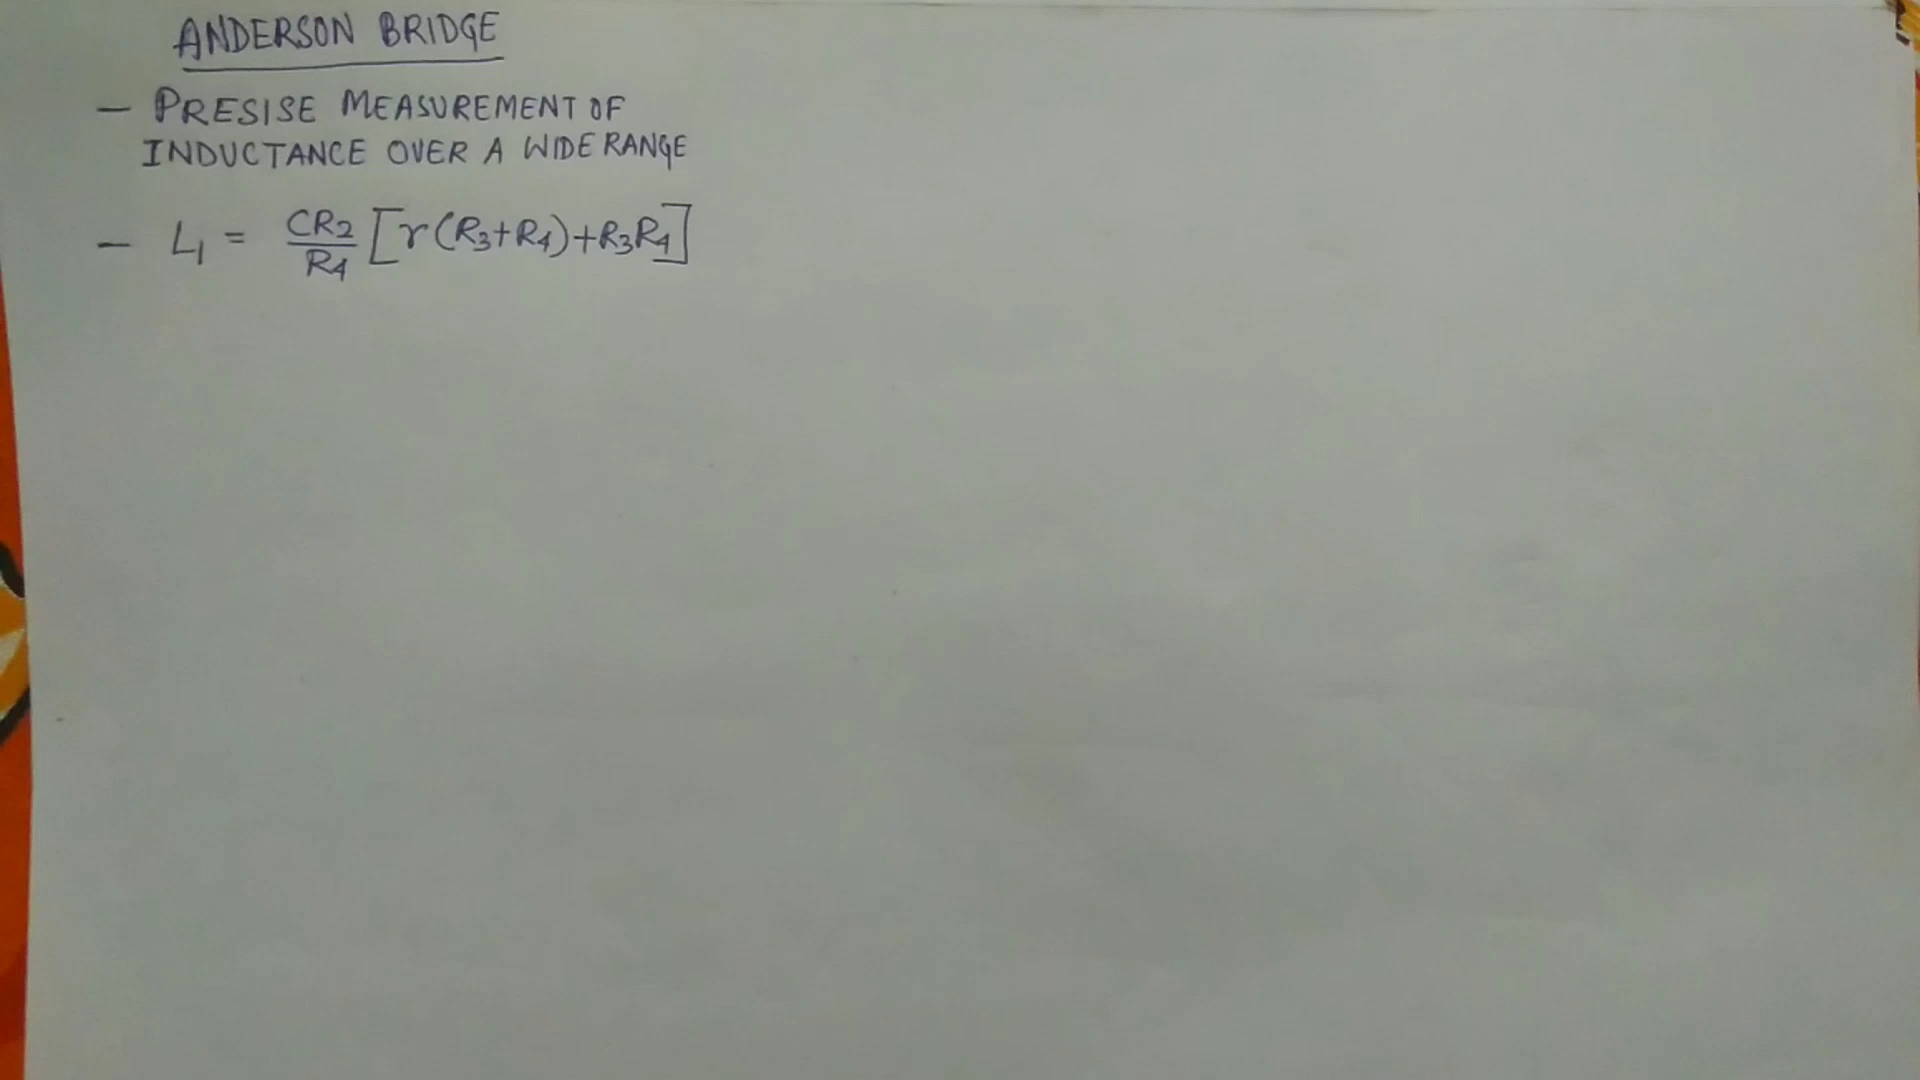 ANDERSON BRIDGE
— PRESISE MEASUREMENT OF
INDUCTANCE OVER A WIDE RANGE
— L1 = CR2/R4 [r(R3+R4)+R3R4]